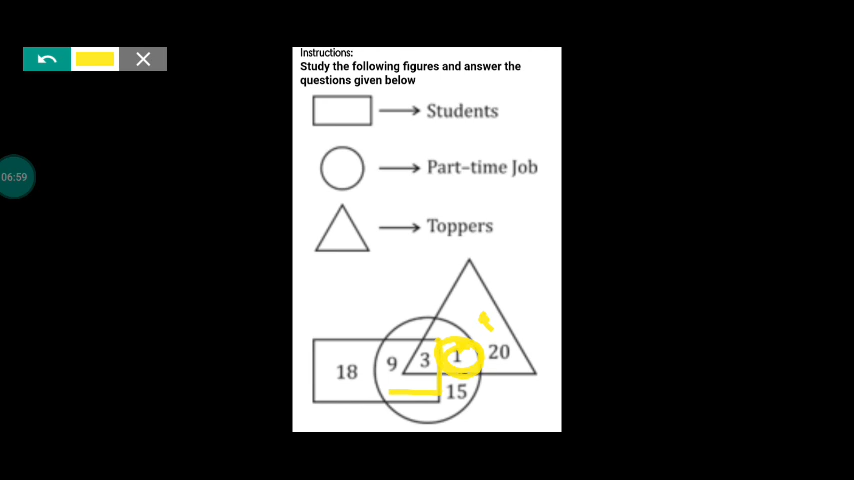 Instructions:
Study the following figures and answer the
questions given below
Students
Part-time Job
06:59
Toppers
18 9 3 1 20
15